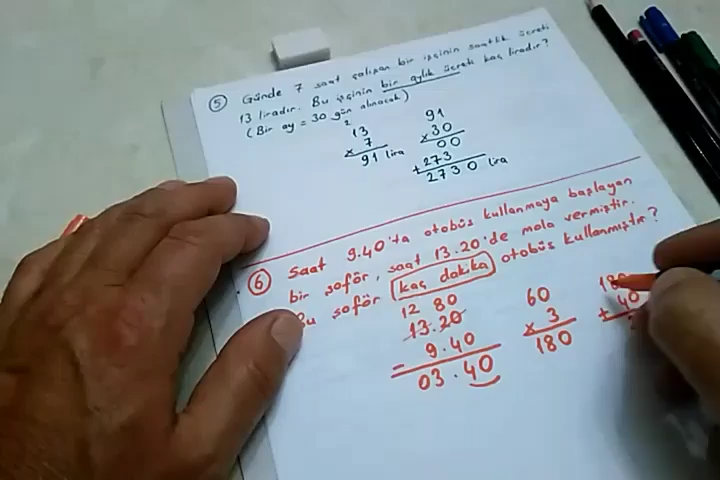 5 Günde 7 saat çalışan bir işçinin saatlik ücreti
13 liradır. Bu işçinin bir aylık ücreti kaç liradır?
(Bir ay = 30 gün alınacak)
2
13
x 7
91 lira
91
x 30
00
+273
2730 lira
6 Saat 9.40'ta otobüs kullanmaya başlayan
bir şoför, saat 13.20'de mola vermiştir.
Bu şoför kaç dakika otobüs kullanmıştır?
12 80
13.20
- 9.40
03.40
60
x 3
180
180
+ 40